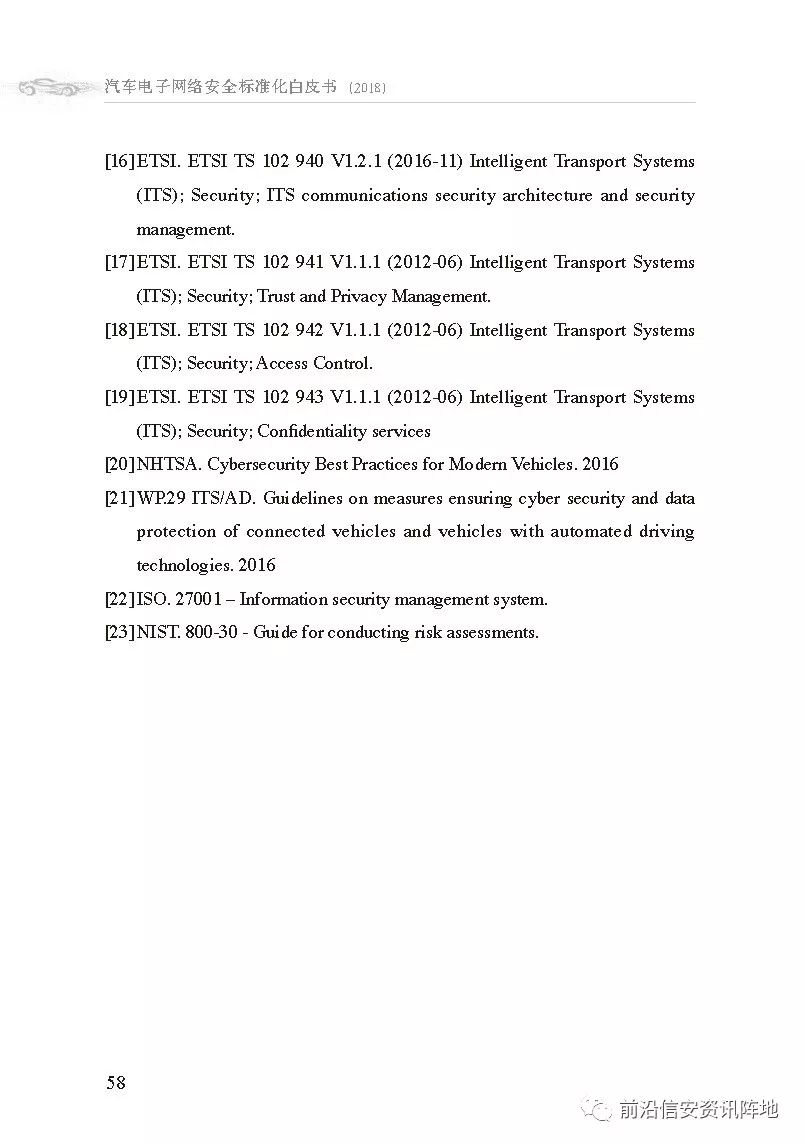 汽车电子网络安全标准化白皮书 (2018)
[16]ETSI. ETSI TS 102 940 V1.2.1 (2016-11) Intelligent Transport Systems
(ITS); Security; ITS communications security architecture and security
management.
[17]ETSI. ETSI TS 102 941 V1.1.1 (2012-06) Intelligent Transport Systems
(ITS); Security; Trust and Privacy Management.
[18]ETSI. ETSI TS 102 942 V1.1.1 (2012-06) Intelligent Transport Systems
(ITS); Security; Access Control.
[19]ETSI. ETSI TS 102 943 V1.1.1 (2012-06) Intelligent Transport Systems
(ITS); Security; Confidentiality services
[20]NHTSA. Cybersecurity Best Practices for Modern Vehicles. 2016
[21]WP.29 ITS/AD. Guidelines on measures ensuring cyber security and data
protection of connected vehicles and vehicles with automated driving
technologies. 2016
[22]ISO. 27001 – Information security management system.
[23]NIST. 800-30 - Guide for conducting risk assessments.
58
前沿信安资讯阵地